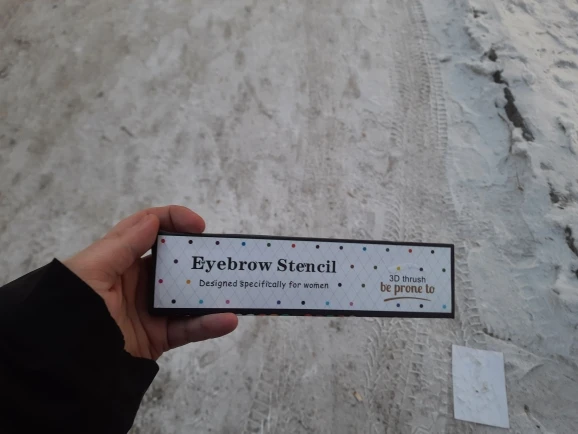 Eyebrow Stencil
Designed specifically for women
3D thrush
be prone to